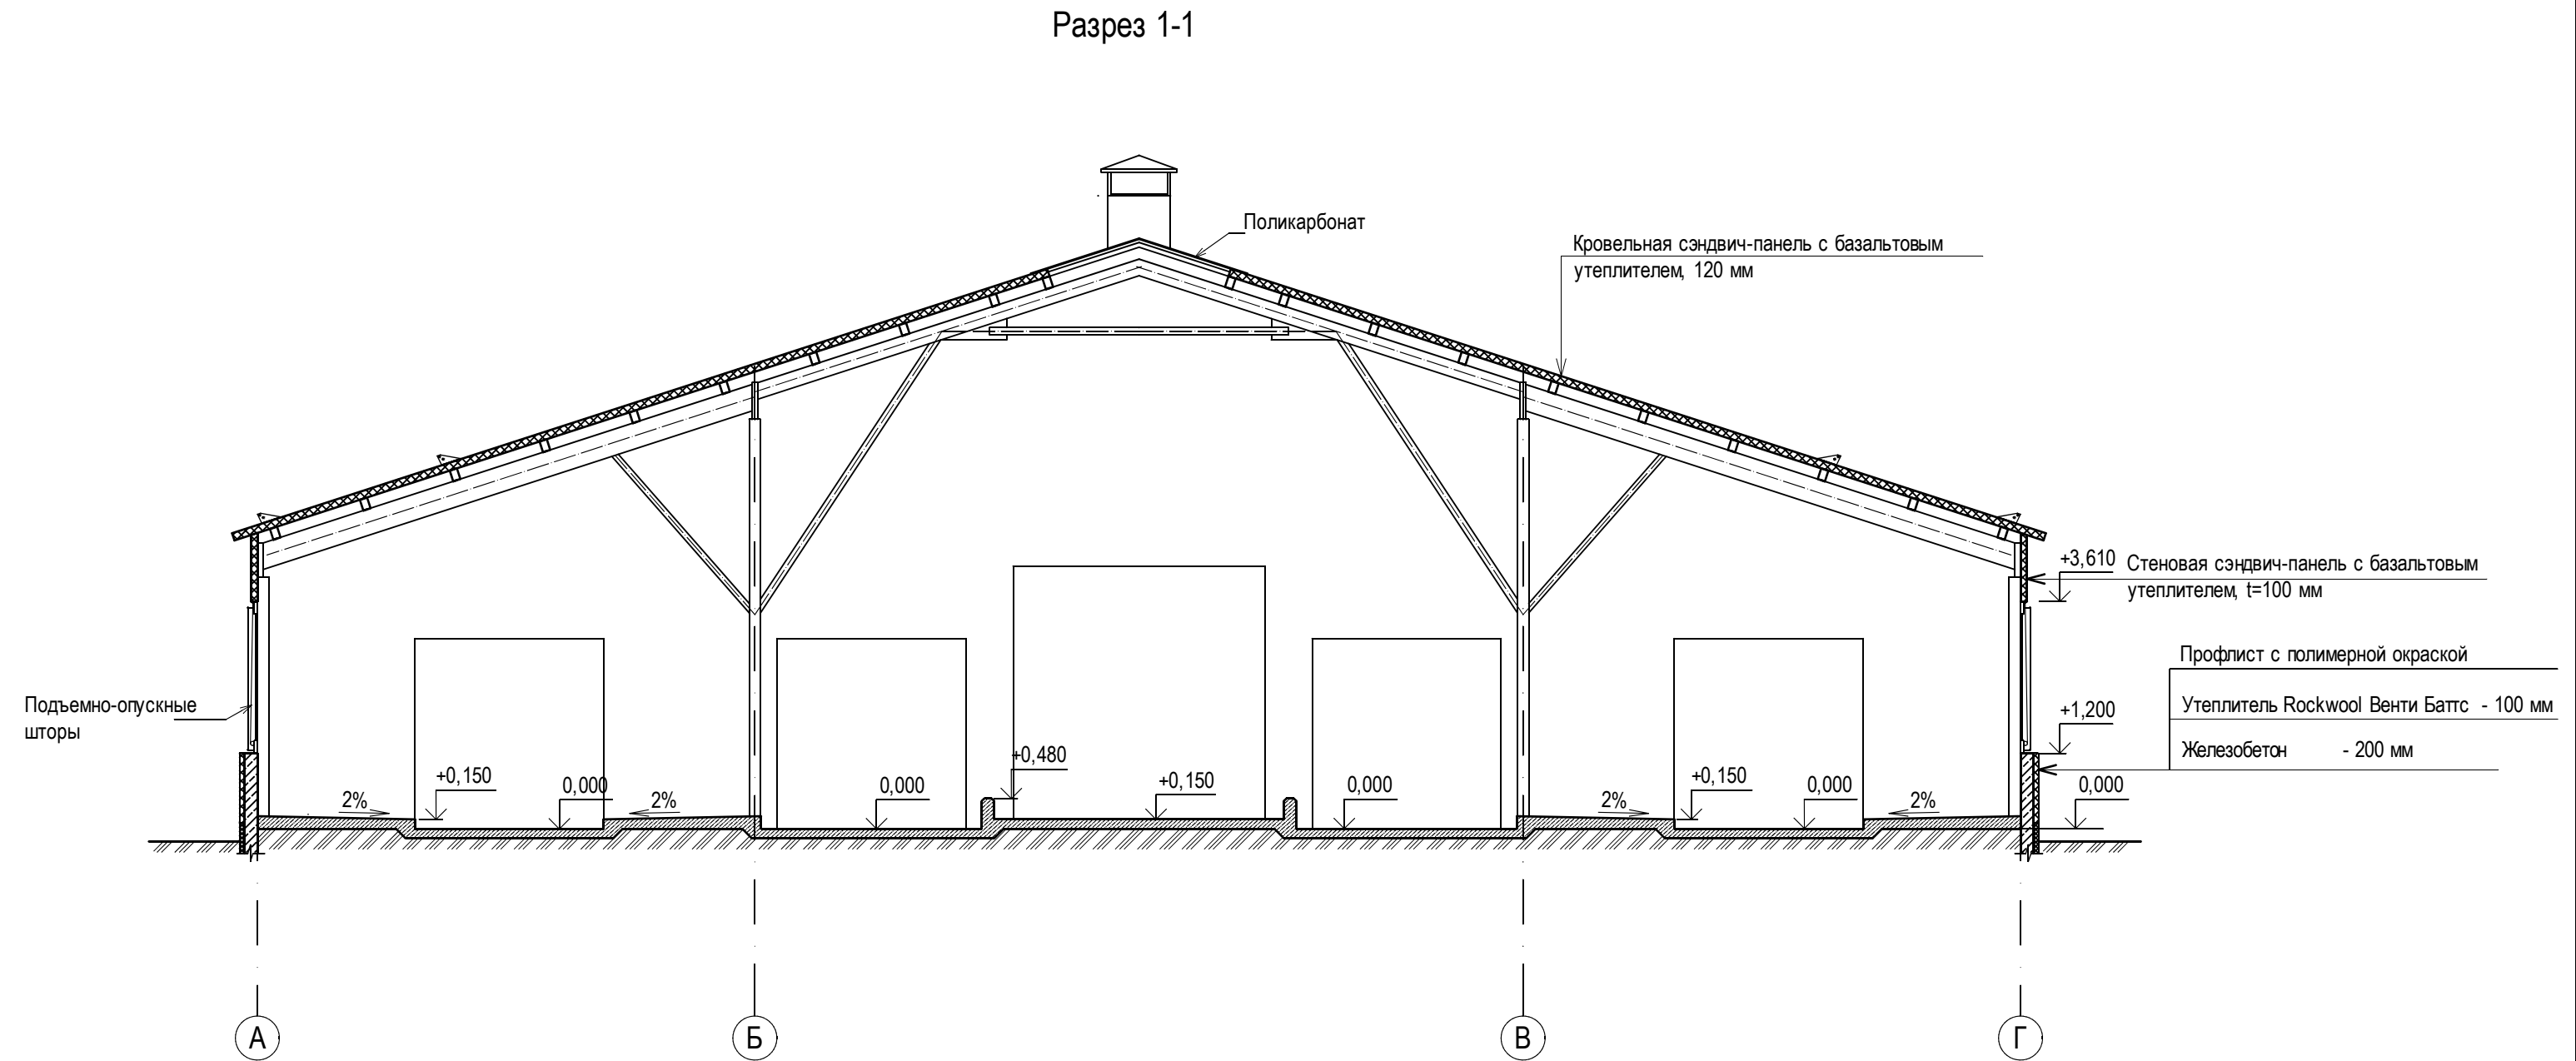 Разрез 1-1
Поликарбонат
Кровельная сэндвич-панель с базальтовым
утеплителем, 120 мм
+3,610
Стеновая сэндвич-панель с базальтовым
утеплителем, t=100 мм
Профлист с полимерной окраской
Утеплитель Rockwool Венти Баттс - 100 мм
Железобетон - 200 мм
+1,200
0,000
Подъемно-опускные
шторы
2%
+0,150
0,000
2%
0,000
+0,480
+0,150
0,000
2%
+0,150
0,000
2%
А
Б
В
Г